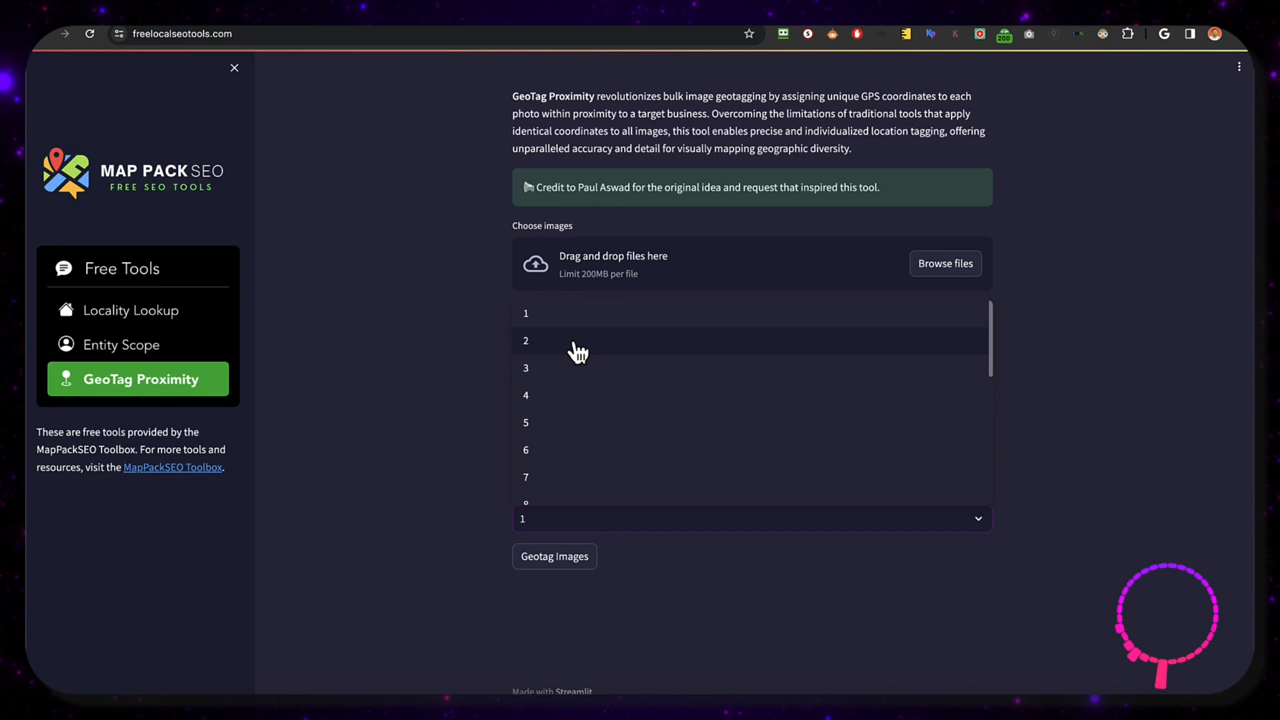 freelocalseotools.com
200
MAP PACK SEO
FREE SEO TOOLS
Free Tools
Locality Lookup
Entity Scope
GeoTag Proximity
These are free tools provided by the
MapPackSEO Toolbox. For more tools and
resources, visit the MapPackSEO Toolbox.
GeoTag Proximity revolutionizes bulk image geotagging by assigning unique GPS coordinates to each
photo within proximity to a target business. Overcoming the limitations of traditional tools that apply
identical coordinates to all images, this tool enables precise and individualized location tagging, offering
unparalleled accuracy and detail for visually mapping geographic diversity.
Credit to Paul Aswad for the original idea and request that inspired this tool.
Choose images
Drag and drop files here
Limit 200MB per file
Browse files
1
2
3
4
5
6
7
8
1
Geotag Images
Made with Streamlit